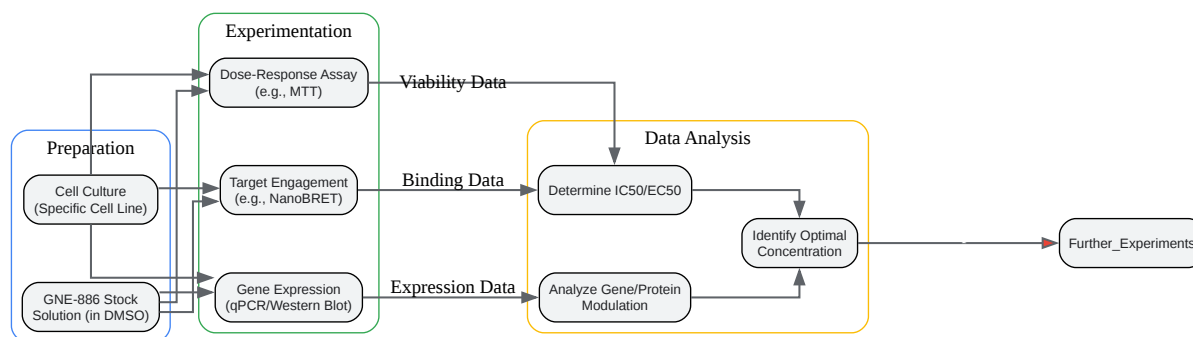 Preparation
Cell Culture
(Specific Cell Line)
GNE-886 Stock
Solution (in DMSO)
Experimentation
Dose-Response Assay
(e.g., MTT)
Target Engagement
(e.g., NanoBRET)
Gene Expression
(qPCR/Western Blot)
Viability Data
Binding Data
Expression Data
Data Analysis
Determine IC50/EC50
Analyze Gene/Protein
Modulation
Identify Optimal
Concentration
Further_Experiments